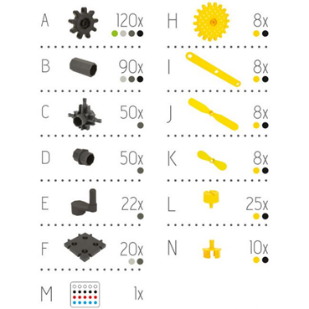 A 120x
H 8x
B 90x
I 8x
C 50x
J 8x
D 50x
K 8x
E 22x
L 25x
F 20x
N 10x
M 1x